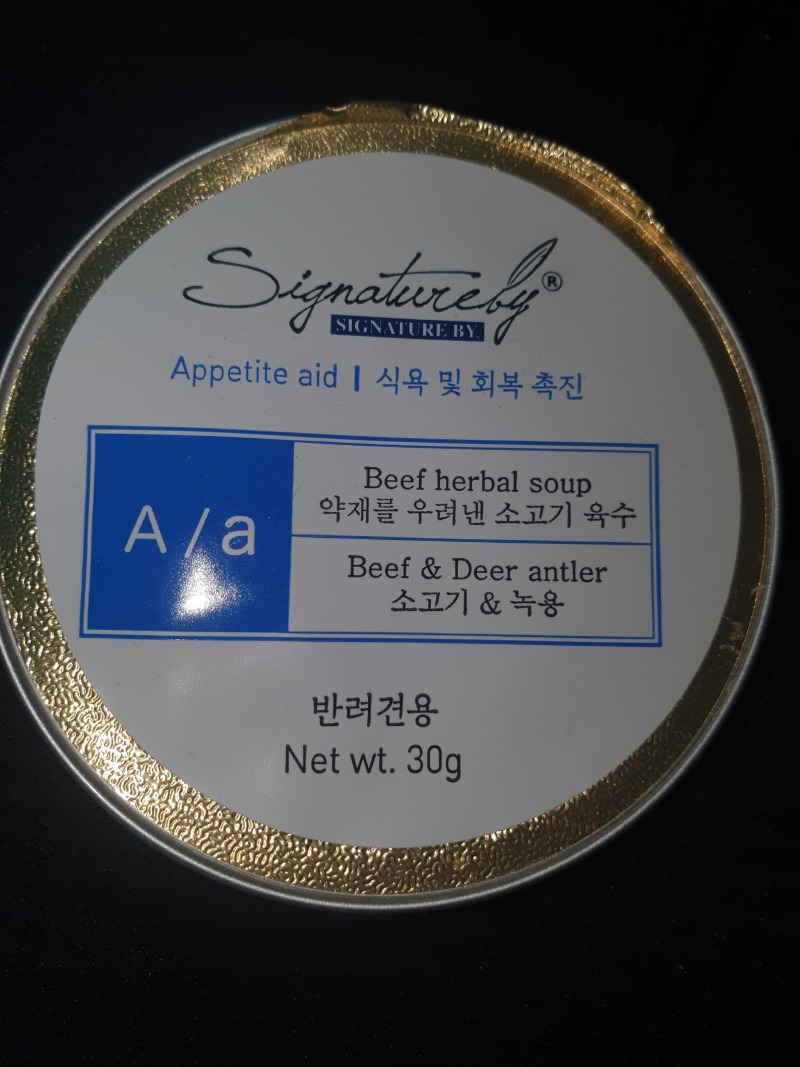 Signatureby®
SIGNATURE BY.
Appetite aid | 식욕 및 회복 촉진
A/a
Beef herbal soup
약재를 우려낸 소고기 육수
Beef & Deer antler
소고기 & 녹용
반려견용
Net wt. 30g